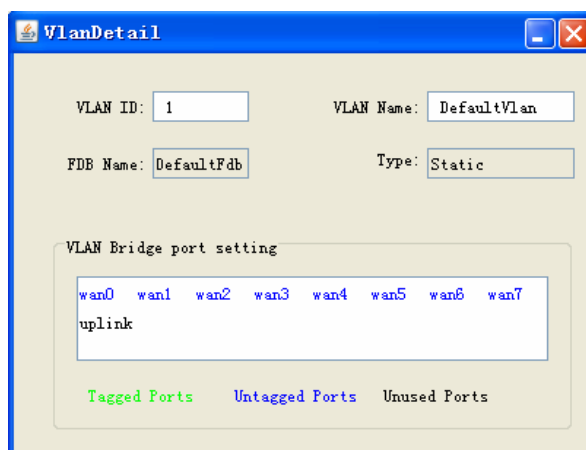 VlanDetail
VLAN ID: 1 VLAN Name: DefaultVlan
FDB Name: DefaultFdb Type: Static
VLAN Bridge port setting
wan0 wan1 wan2 wan3 wan4 wan5 wan6 wan7
uplink
Tagged Ports Untagged Ports Unused Ports